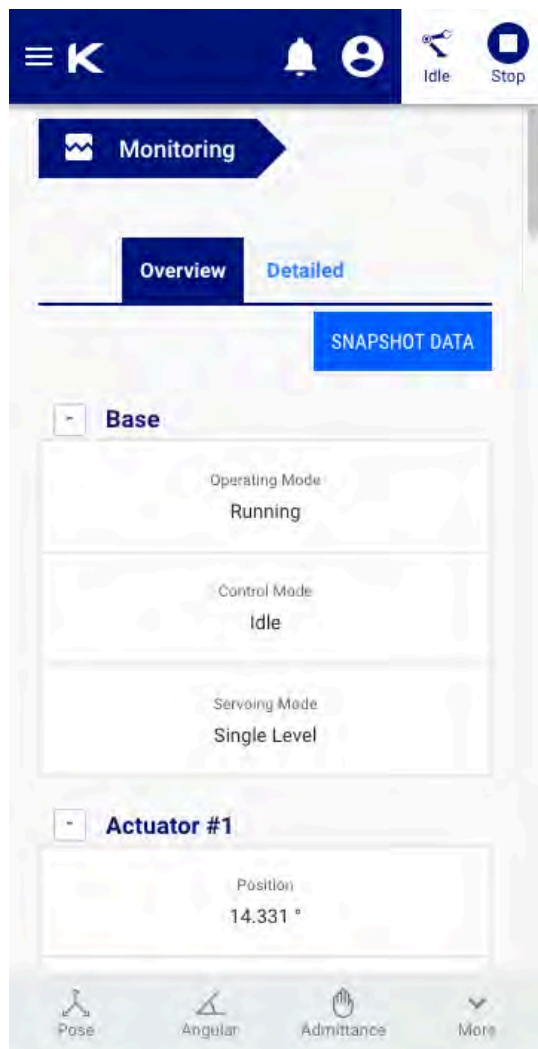 K
Idle
Stop
Monitoring
Overview
Detailed
SNAPSHOT DATA
- Base
Operating Mode
Running
Control Mode
Idle
Servoing Mode
Single Level
- Actuator #1
Position
14.331 °
Pose
Angular
Admittance
More